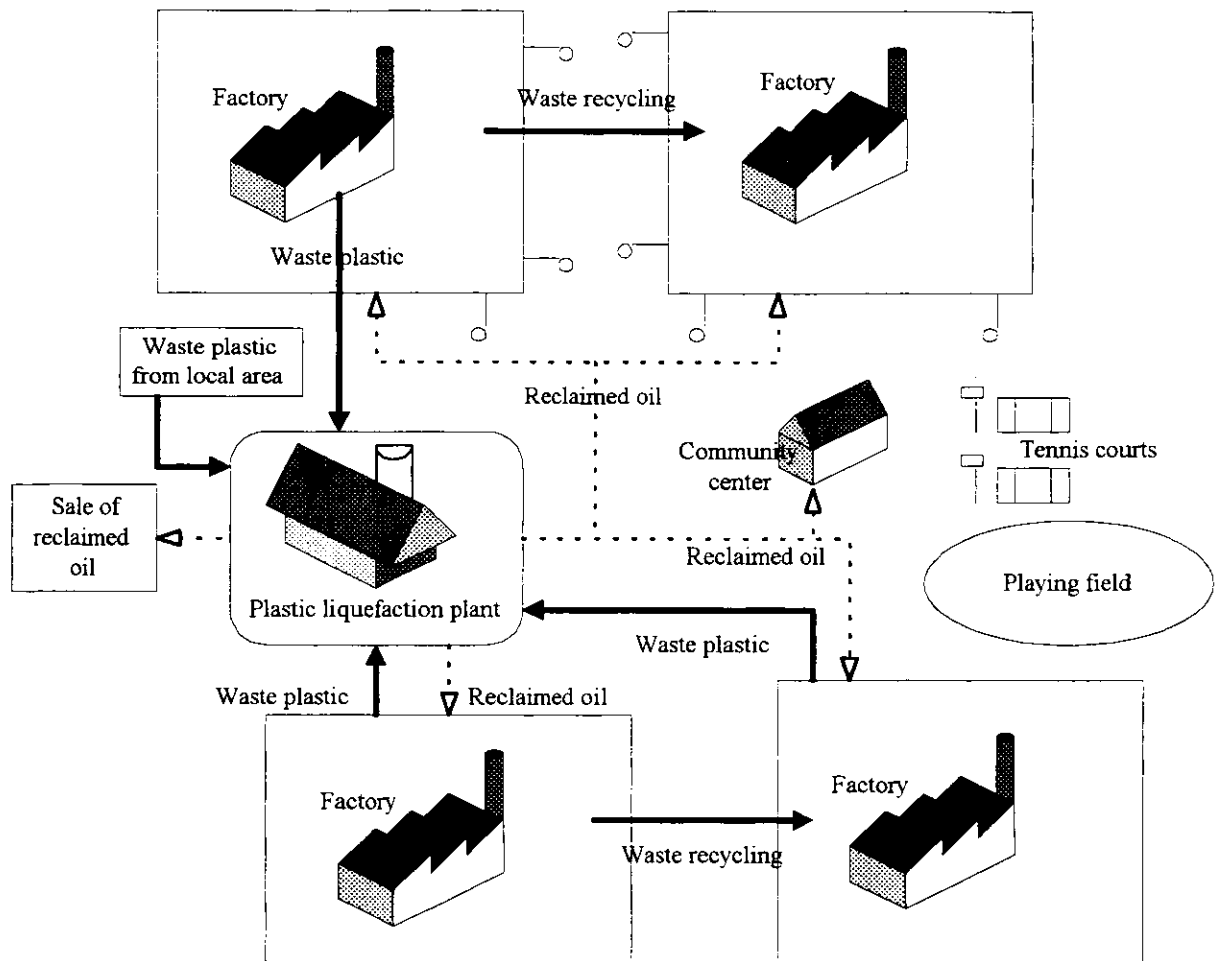 Factory
Waste recycling
Factory
Waste plastic
Waste plastic
from local area
Reclaimed oil
Community
center
Tennis courts
Sale of
reclaimed
oil
Reclaimed oil
Playing field
Plastic liquefaction plant
Waste plastic
Waste plastic
Reclaimed oil
Factory
Factory
Waste recycling